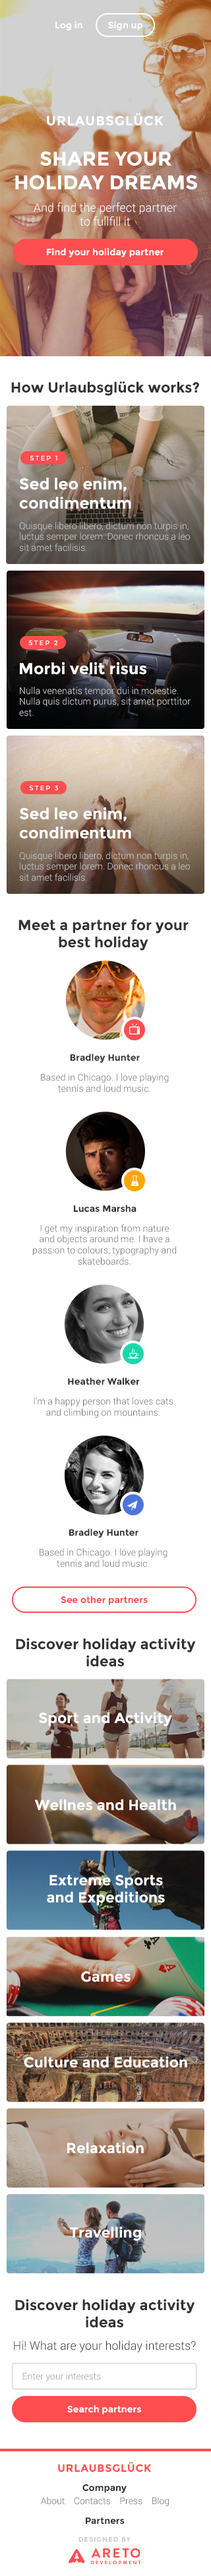 Log in Sign up
URLAUBSGLÜCK
SHARE YOUR
HOLIDAY DREAMS
And find the perfect partner
to fullfill it
Find your holiday partner
How Urlaubsglück works?
STEP 1
Sed leo enim,
condimentum
Quisque libero libero, dictum non turpis in,
luctus semper lorem. Donec rhoncus a leo
sit amet facilisis.
STEP 2
Morbi velit risus
Nulla venenatis tempor dui in molestie.
Nulla quis dictum purus, sit amet porttitor
est.
STEP 3
Sed leo enim,
condimentum
Quisque libero libero, dictum non turpis in,
luctus semper lorem. Donec rhoncus a leo
sit amet facilisis.
Meet a partner for your
best holiday
Bradley Hunter
Based in Chicago. I love playing
tennis and loud music.
Lucas Marsha
I get my inspiration from nature
and objects around me. I have a
passion to colours, typography and
skateboards.
Heather Walker
I'm a happy person that loves cats
and climbing on mountains.
Bradley Hunter
Based in Chicago. I love playing
tennis and loud music.
See other partners
Discover holiday activity
ideas
Sport and Activity
Wellnes and Health
Extreme Sports
and Expeditions
Games
Culture and Education
Relaxation
Travelling
Discover holiday activity
ideas
Hi! What are your holiday interests?
Enter your interests
Search partners
URLAUBSGLÜCK
Company
About Contacts Press Blog
Partners
DESIGNED BY
ARETO
DEVELOPMENT